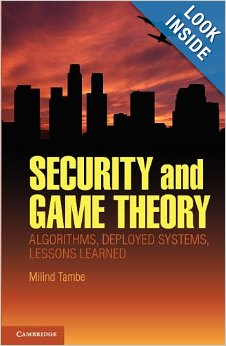 LOOK
INSIDE
SECURITY and
GAME THEORY
ALGORITHMS, DEPLOYED SYSTEMS,
LESSONS LEARNED
Milind Tambe
CAMBRIDGE